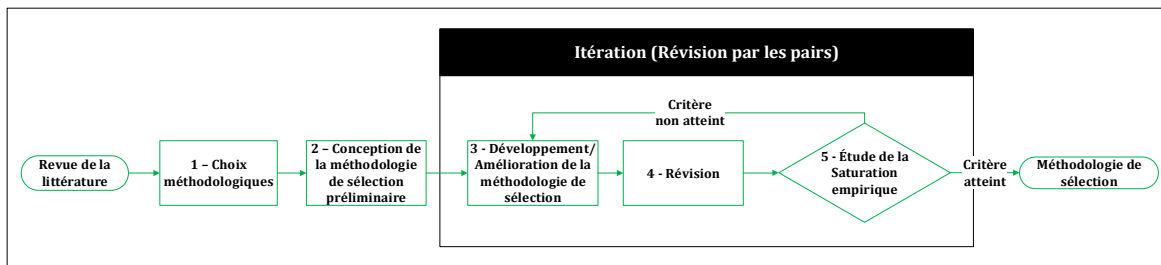 Itération (Révision par les pairs)
Critère
non atteint
Revue de la
littérature
1 – Choix
méthodologiques
2 – Conception de
la méthodologie
de sélection
préliminaire
3 - Développement/
Amélioration de la
méthodologie de
sélection
4 - Révision
5 - Étude de la
Saturation
empirique
Critère
atteint
Méthodologie de
sélection